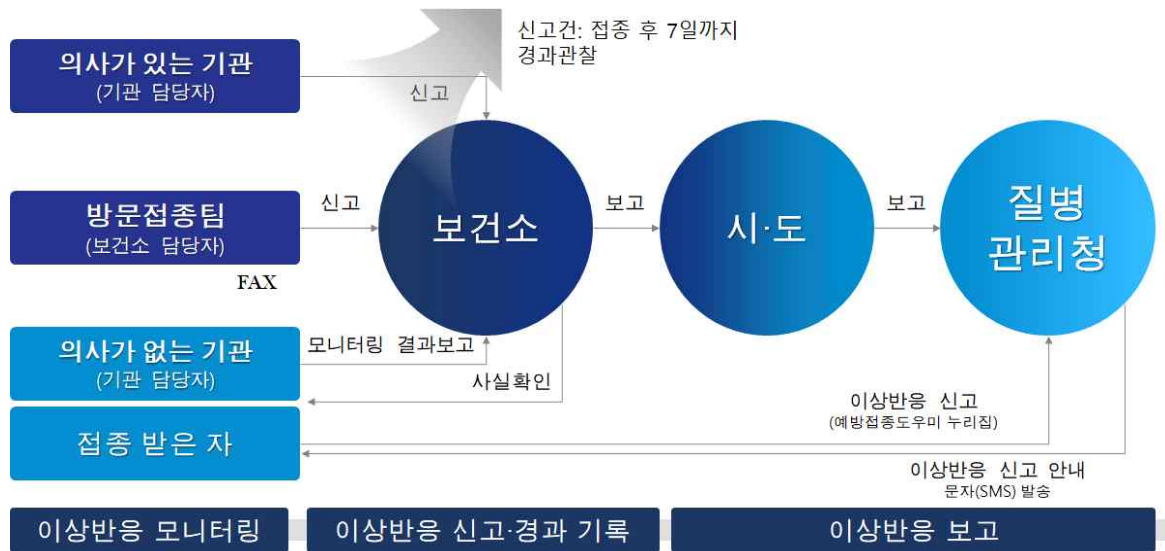 신고건: 접종 후 7일까지
경과관찰
의사가 있는 기관
(기관 담당자)
신고
방문접종팀
(보건소 담당자)
신고
보건소
보고
시·도
보고
질병
관리청
FAX
의사가 없는 기관
(기관 담당자)
모니터링 결과보고
사실확인
접종 받은 자
이상반응 신고
(예방접종도우미 누리집)
이상반응 신고 안내
문자(SMS) 발송
이상반응 모니터링
이상반응 신고·경과 기록
이상반응 보고